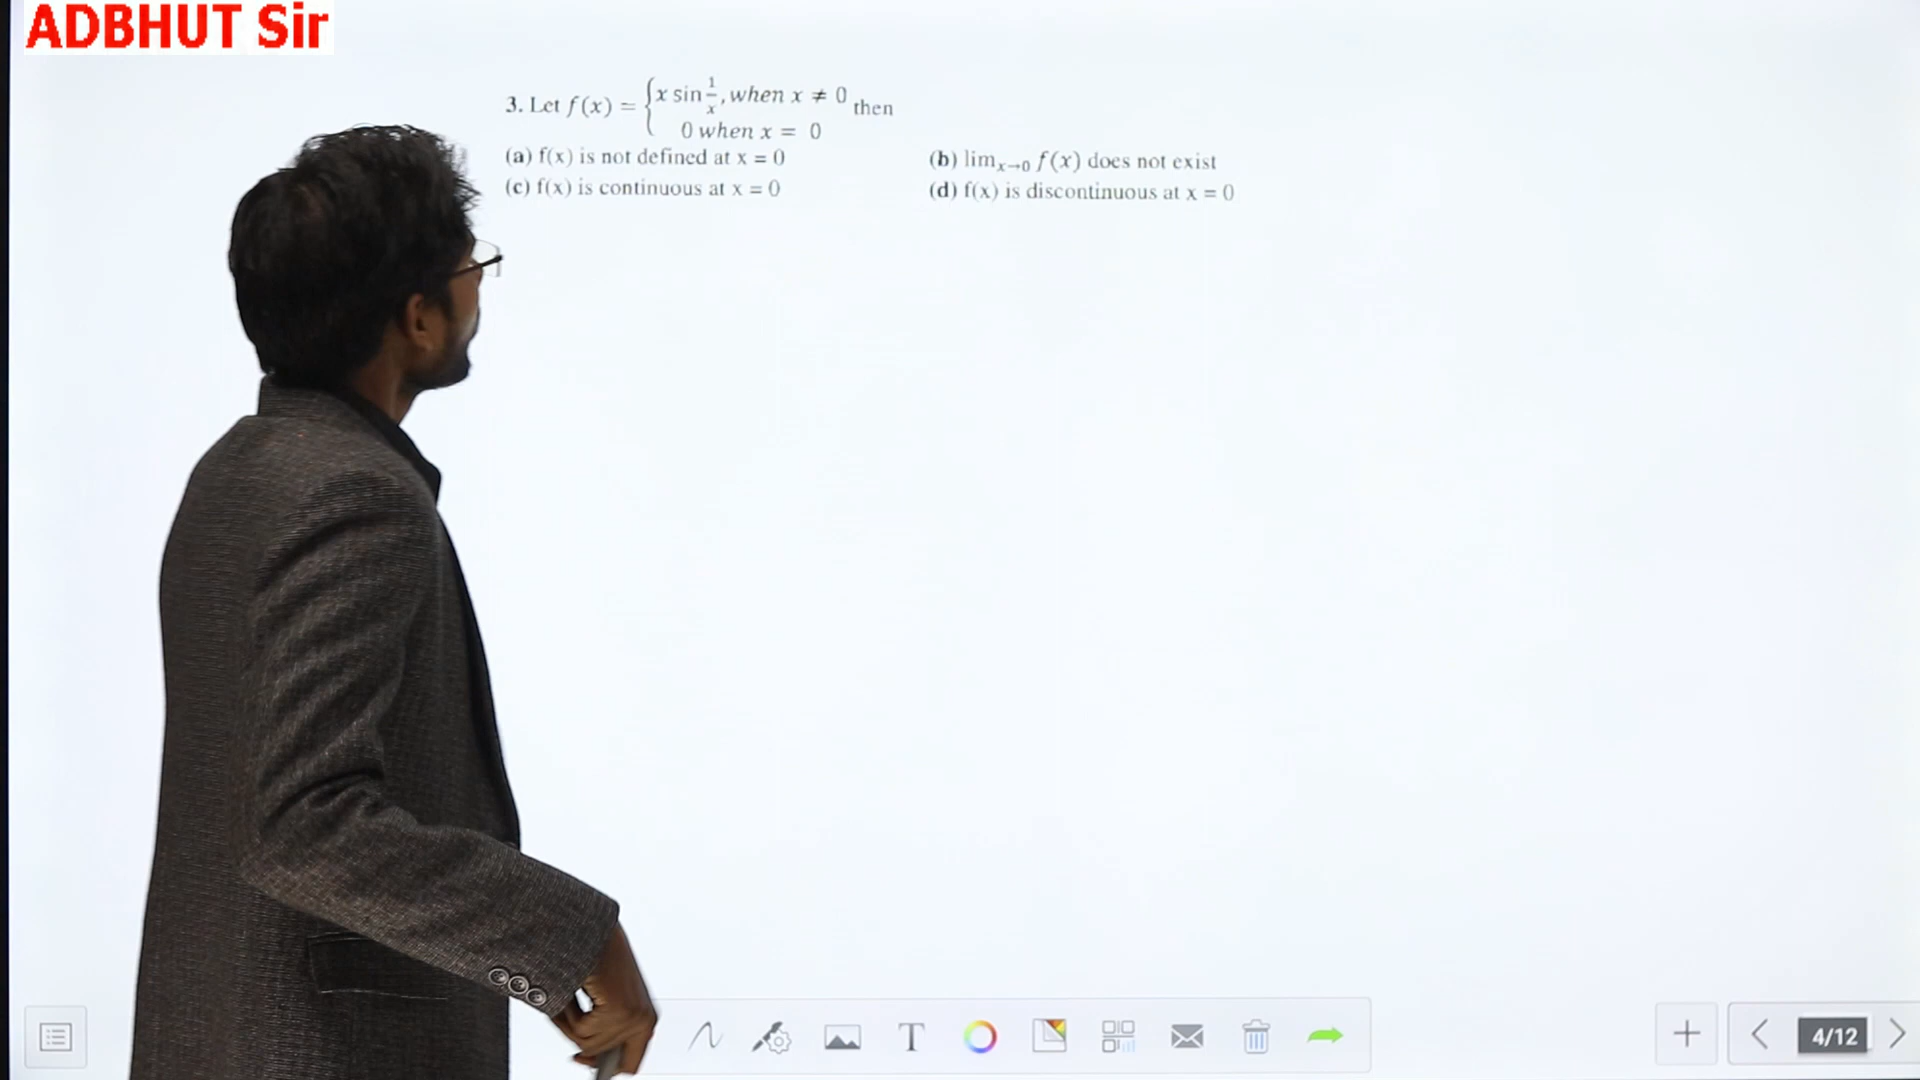 ADBHUT Sir
3. Let f(x) = { x sin 1/x, when x ≠ 0
0 when x = 0 then
(a) f(x) is not defined at x = 0 (b) lim x→0 f(x) does not exist
(c) f(x) is continuous at x = 0 (d) f(x) is discontinuous at x = 0
T
4/12